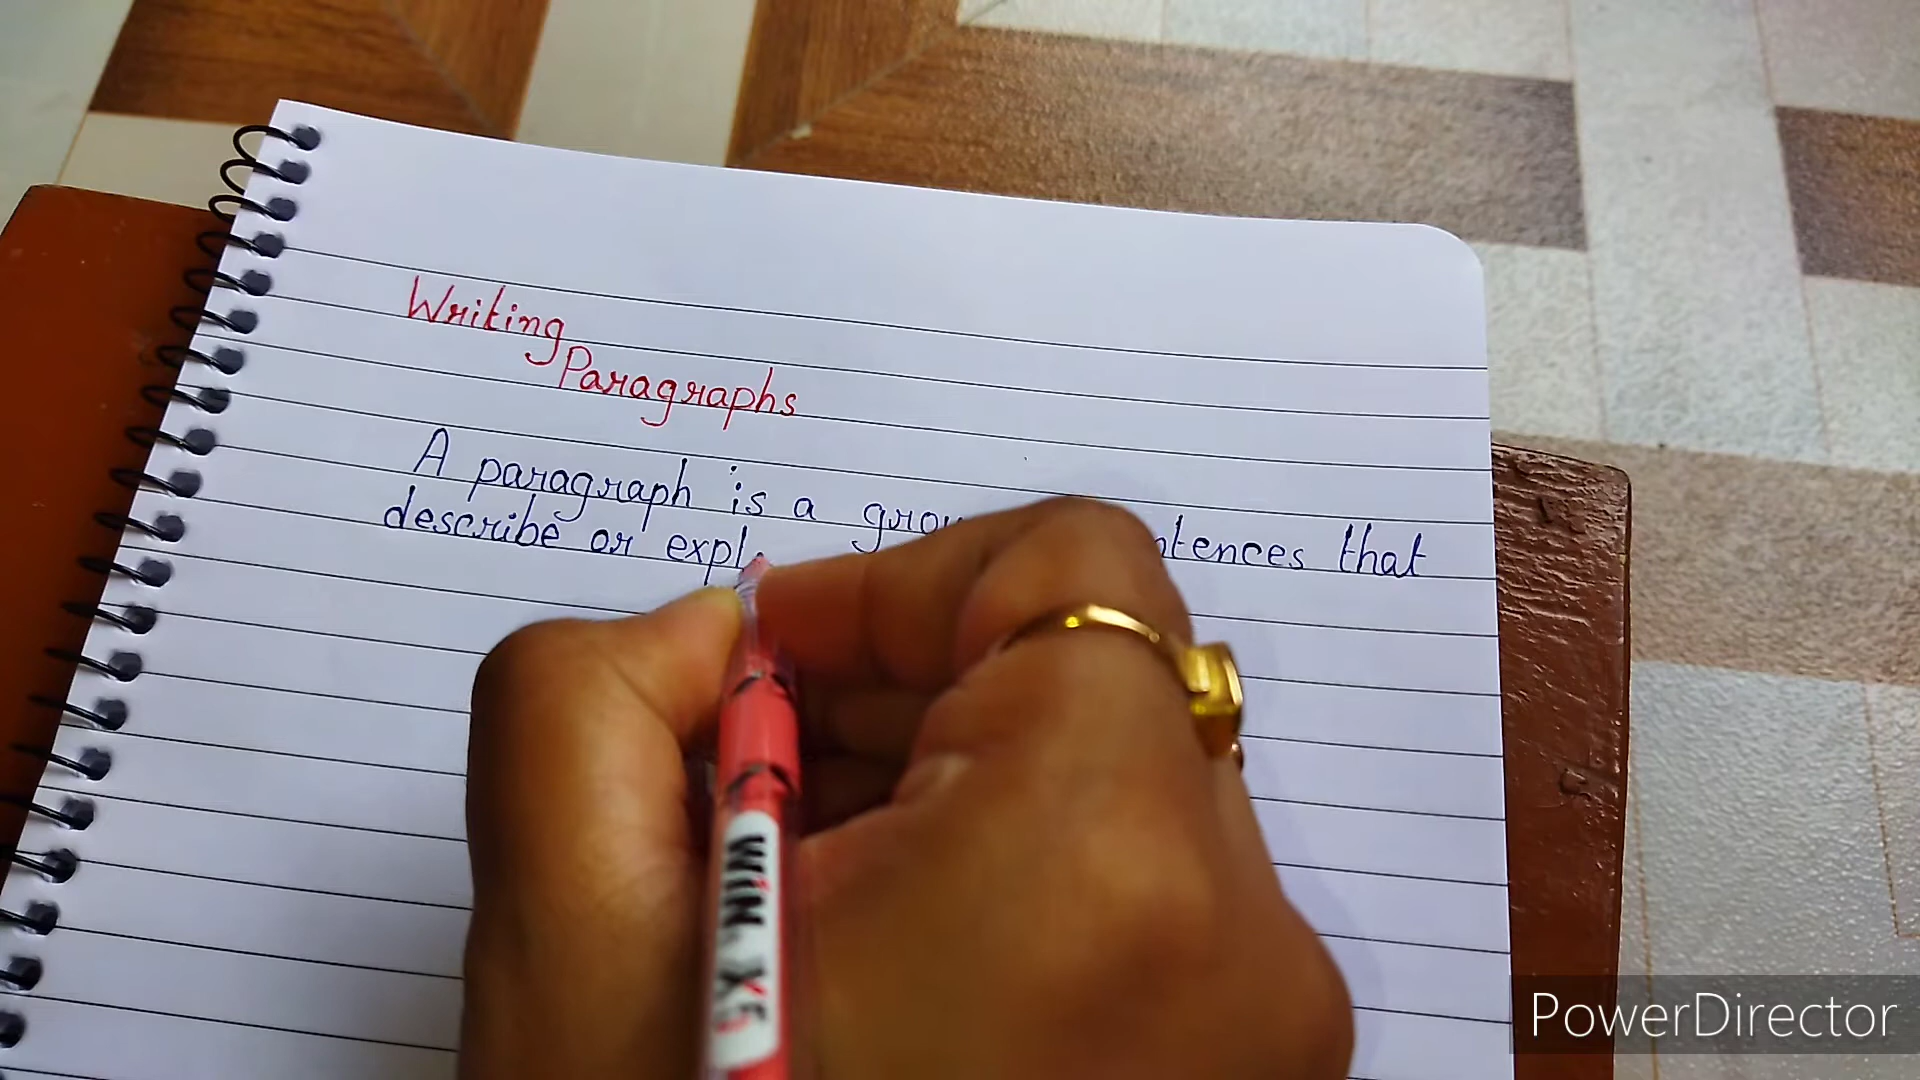 Writing
Paragraphs
A paragraph is a tences that
describe or expl
WIN X5
PowerDirector